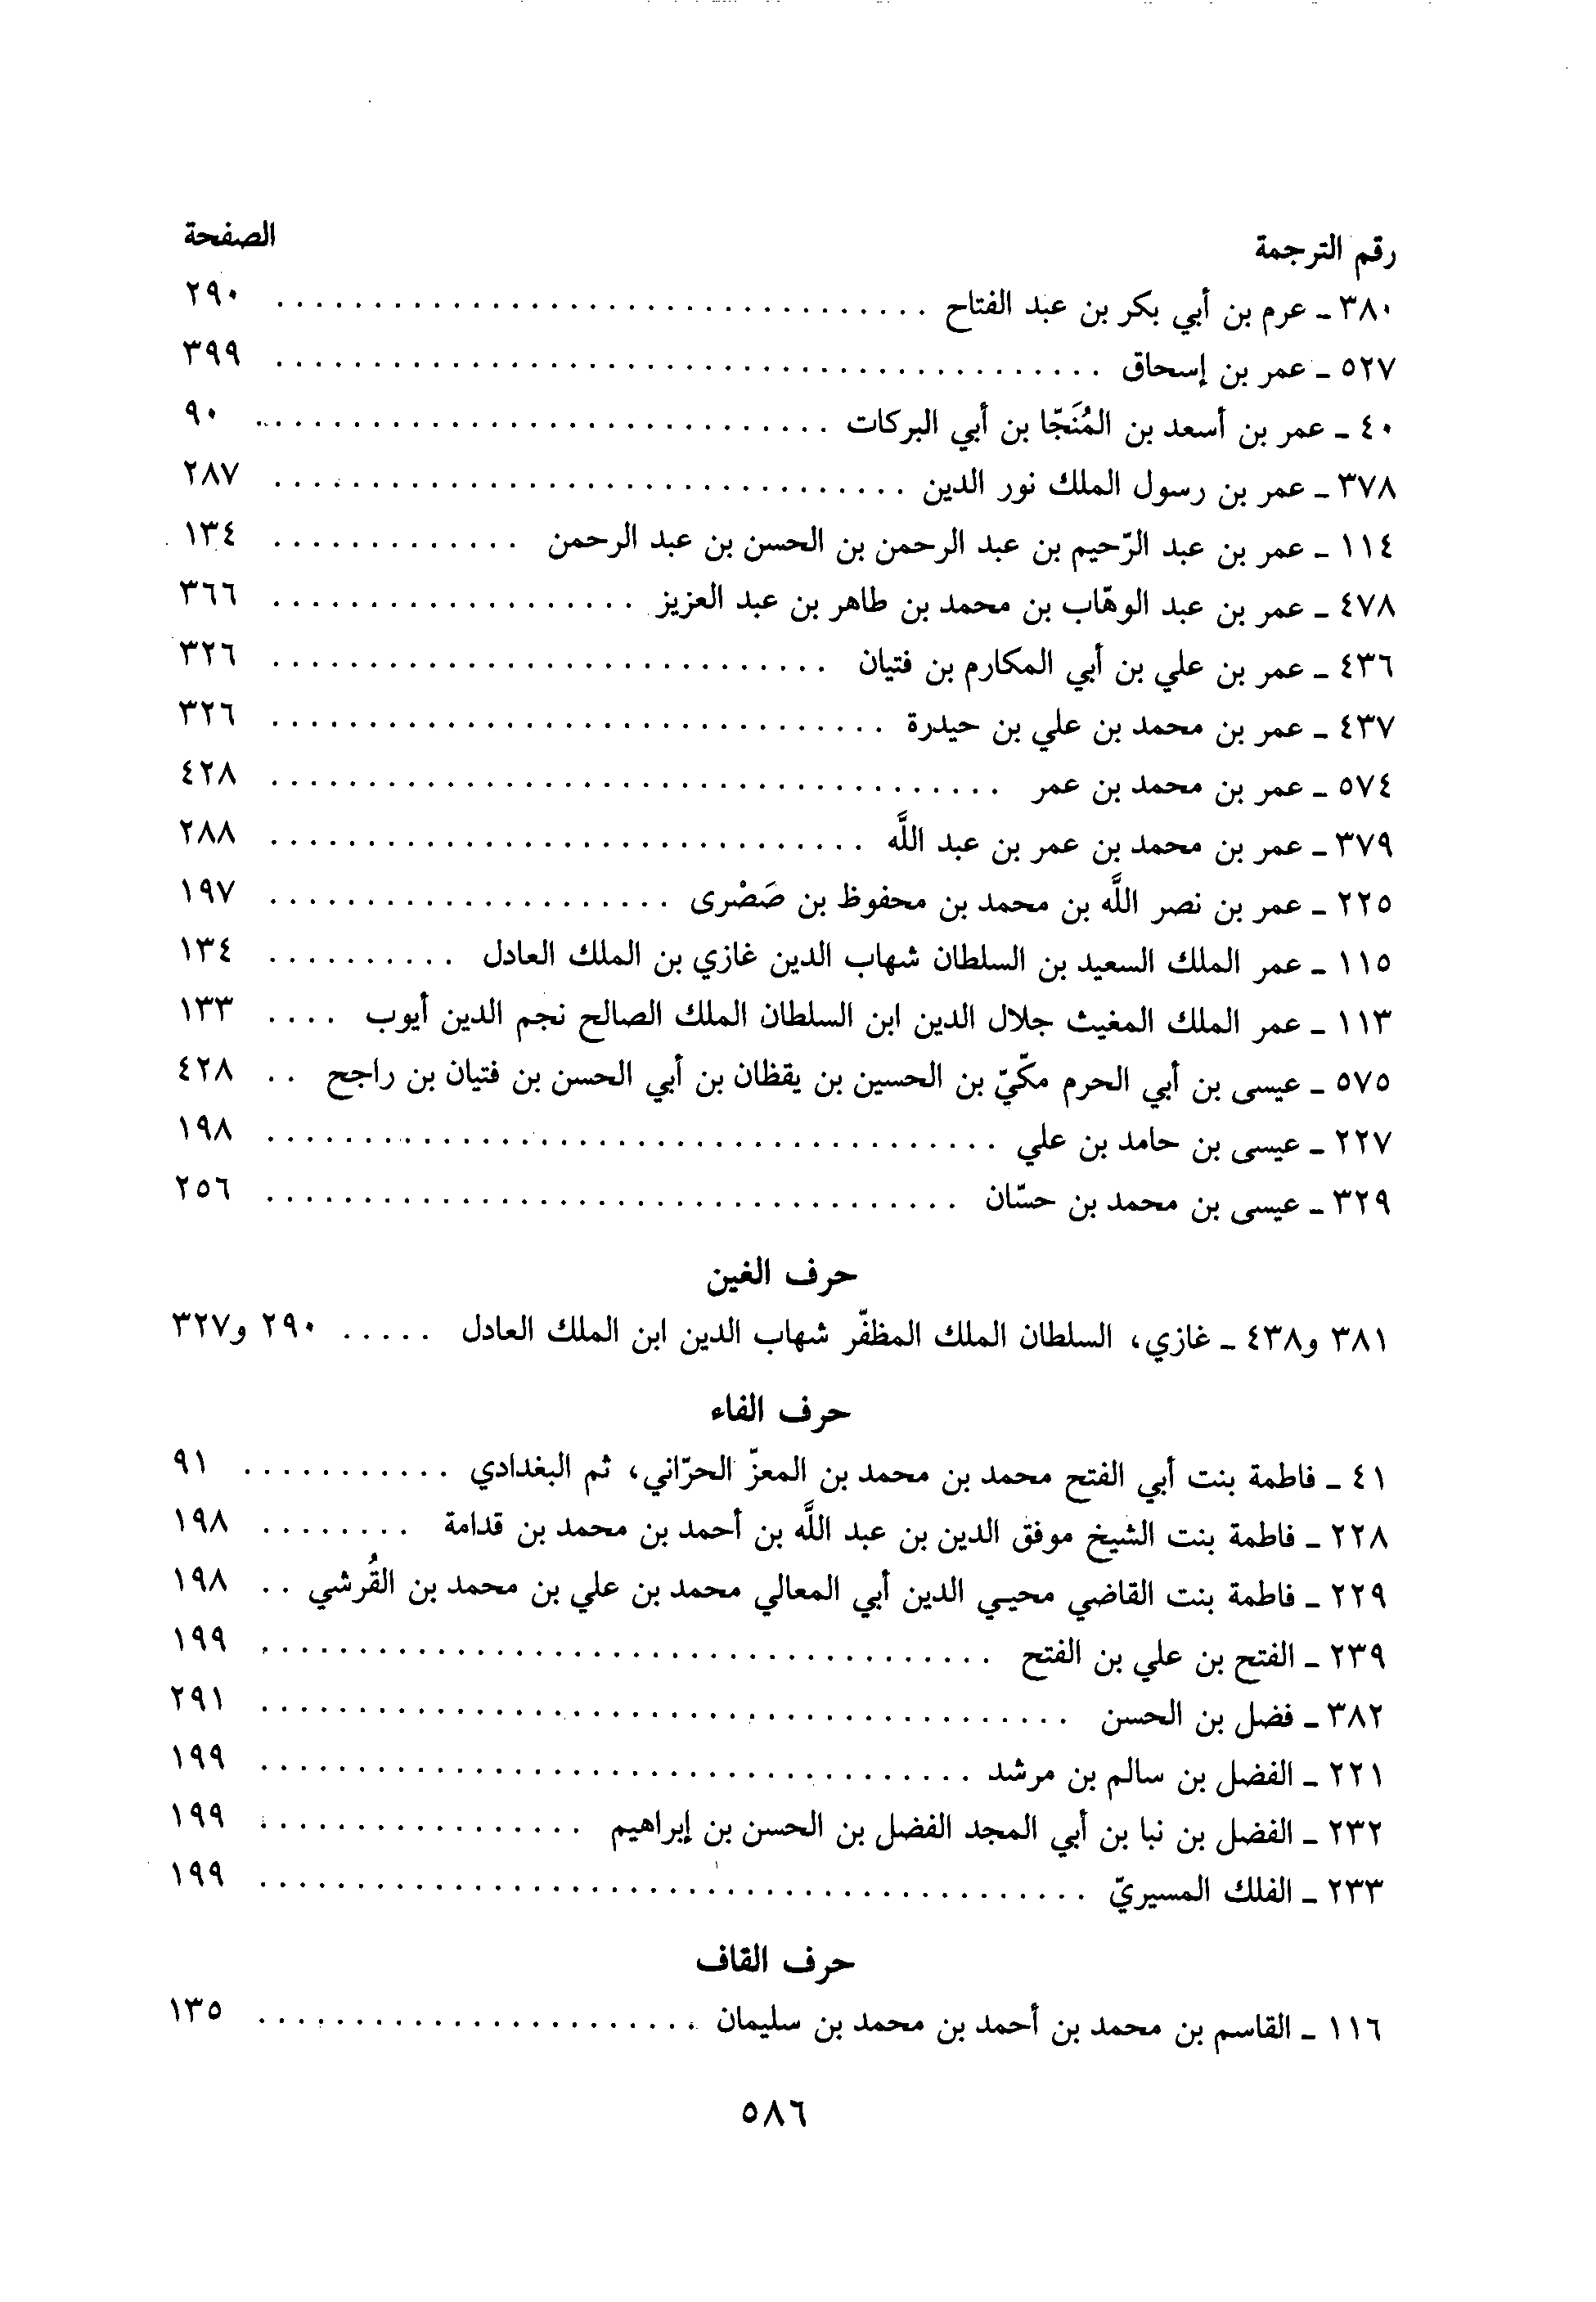 رقم الترجمة الصفحة
٣٨٠ ـ عرم بن أبي بكر بن عبد الفتاح ................................. ٢٩٠
٥٢٧ ـ عمر بن إسحاق .......................................... ٣٩٩
٤٠ ـ عمر بن أسعد بن المُنَجّا بن أبي البركات .............................. ٩٠
٣٧٨ ـ عمر بن رسول الملك نور الدين ................................ ٢٨٧
١١٤ ـ عمر بن عبد الرّحيم بن عبد الرحمن بن الحسن بن عبد الرحمن ............. ١٣٤
٤٧٨ ـ عمر بن عبد الوهّاب بن محمد بن طاهر بن عبد العزيز ................... ٣٦٦
٤٣٦ ـ عمر بن علي بن أبي المكارم بن فتيان ............................. ٣٢٦
٤٣٧ ـ عمر بن محمد بن علي بن حيدرة ................................ ٣٢٦
٥٧٤ ـ عمر بن محمد بن عمر ...................................... ٤٢٨
٣٧٩ ـ عمر بن محمد بن عمر بن عبد اللَّه ............................... ٢٨٨
٢٢٥ ـ عمر بن نصر اللَّه بن محمد بن محفوظ بن صَصْرى ..................... ١٩٧
١١٥ ـ عمر الملك السعيد بن السلطان شهاب الدين غازي بن الملك العادل .......... ١٣٤
١١٣ ـ عمر الملك المغيث جلال الدين ابن السلطان الملك الصالح نجم الدين أيوب .... ١٣٣
٥٧٥ ـ عيسى بن أبي الحرم مكّيّ بن الحسين بن يقظان بن أبي الحسن بن فتيان بن راجح .. ٤٢٨
٢٢٧ ـ عيسى بن حامد بن علي ...................................... ١٩٨
٣٢٩ ـ عيسى بن محمد بن حسّان .................................... ٢٥٦
حرف الغين
٣٨١ و٤٣٨ ـ غازي، السلطان الملك المظفّر شهاب الدين ابن الملك العادل ..... ٢٩٠ و٣٢٧
حرف الفاء
٤١ ـ فاطمة بنت أبي الفتح محمد بن محمد بن المعزّ الحرّاني، ثم البغدادي ........... ٩١
٢٢٨ ـ فاطمة بنت الشيخ موفق الدين بن عبد اللَّه بن أحمد بن محمد بن قدامة ........ ١٩٨
٢٢٩ ـ فاطمة بنت القاضي محيي الدين أبي المعالي محمد بن علي بن محمد بن القُرشي .. ١٩٨
٢٣٩ ـ الفتح بن علي بن الفتح ...................................... ١٩٩
٣٨٢ ـ فضل بن الحسن .......................................... ٢٩١
٢٢١ ـ الفضل بن سالم بن مرشد ..................................... ١٩٩
٢٣٢ ـ الفضل بن نبا بن أبي المجد الفضل بن الحسن بن إبراهيم ................. ١٩٩
٢٣٣ ـ الفلك المسيريّ ........................................... ١٩٩
حرف القاف
١١٦ ـ القاسم بن محمد بن أحمد بن محمد بن سليمان ....................... ١٣٥
٥٨٦